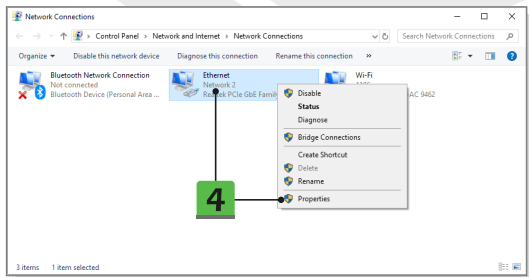 Network Connections
Control Panel > Network and Internet > Network Connections
Search Network Connections
Organize
Disable this network device
Diagnose this connection
Rename this connection
»
Bluetooth Network Connection
Not connected
Bluetooth Device (Personal Area ...
Ethernet
Network 2
Realtek PCIe GbE Famil
Wi-Fi
AC 9462
Disable
Status
Diagnose
Bridge Connections
Create Shortcut
Delete
Rename
Properties
4
3 items
1 item selected